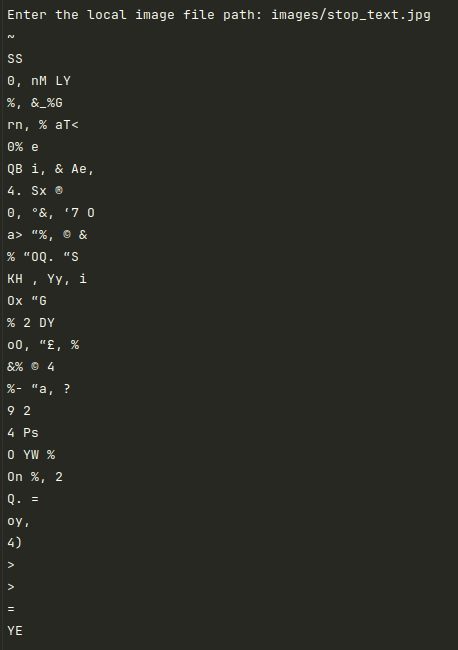 Enter the local image file path: images/stop_text.jpg
~
SS
0, nM LY
%, &_%G
rn, % aT<
0% e
QB i, & Ae,
4. Sx ®
0, °&, ‘7 O
a> “%, © &
% “OQ. “S
KH , Yy, i
Ox “G
% 2 DY
oO, “£, %
&% © 4
%- “a, ?
9 2
4 Ps
O YW %
On %, 2
Q. =
oy,
4)
>
>
=
YE